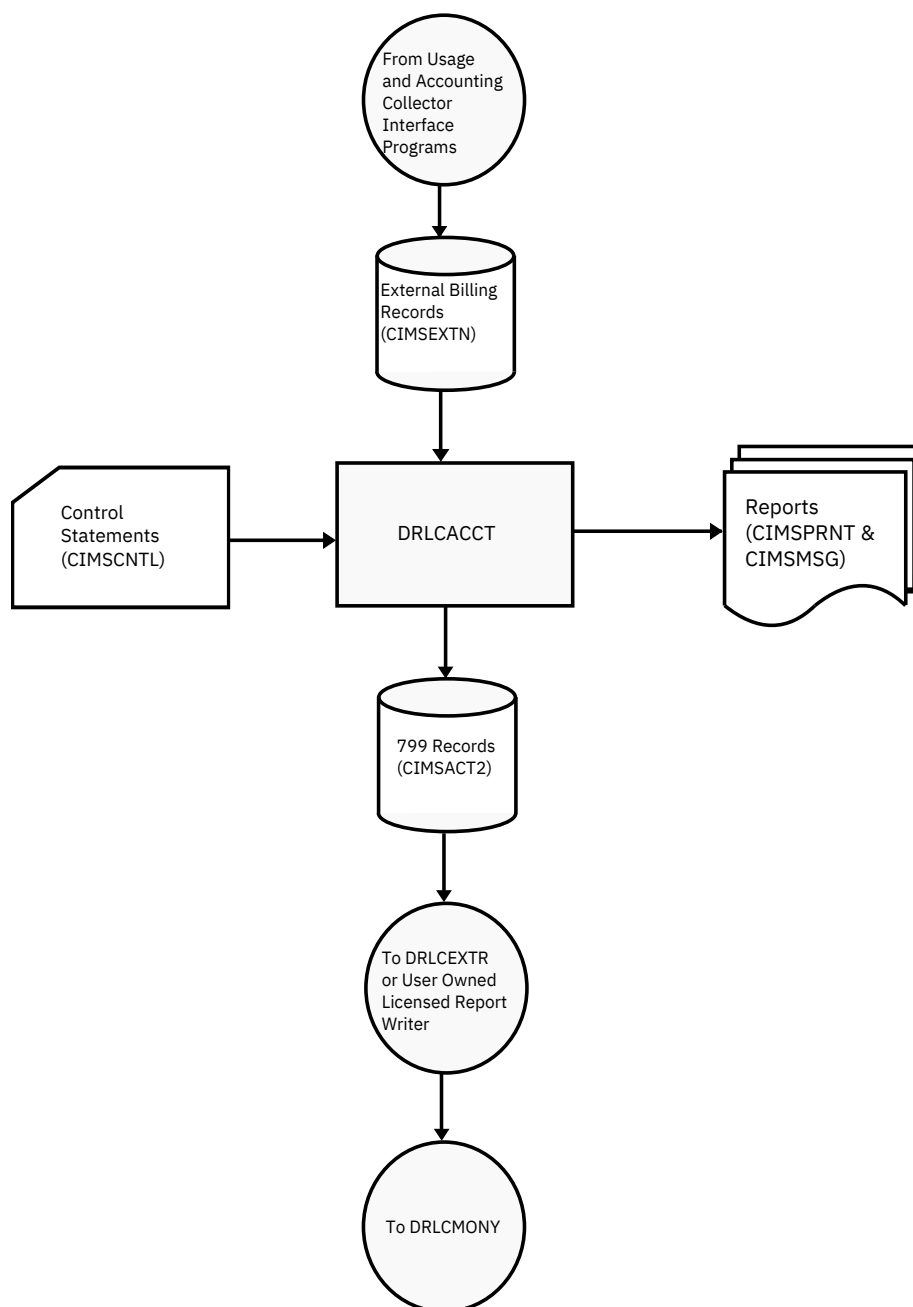 From Usage
and Accounting
Collector
Interface
Programs
External Billing
Records
(CIMSEXTN)
Control
Statements
(CIMSCNTL)
DRLCACCT
Reports
(CIMSPRNT &
CIMSMSG)
799 Records
(CIMSACT2)
To DRLCEXTR
or User Owned
Licensed Report
Writer
To DRLCMONY